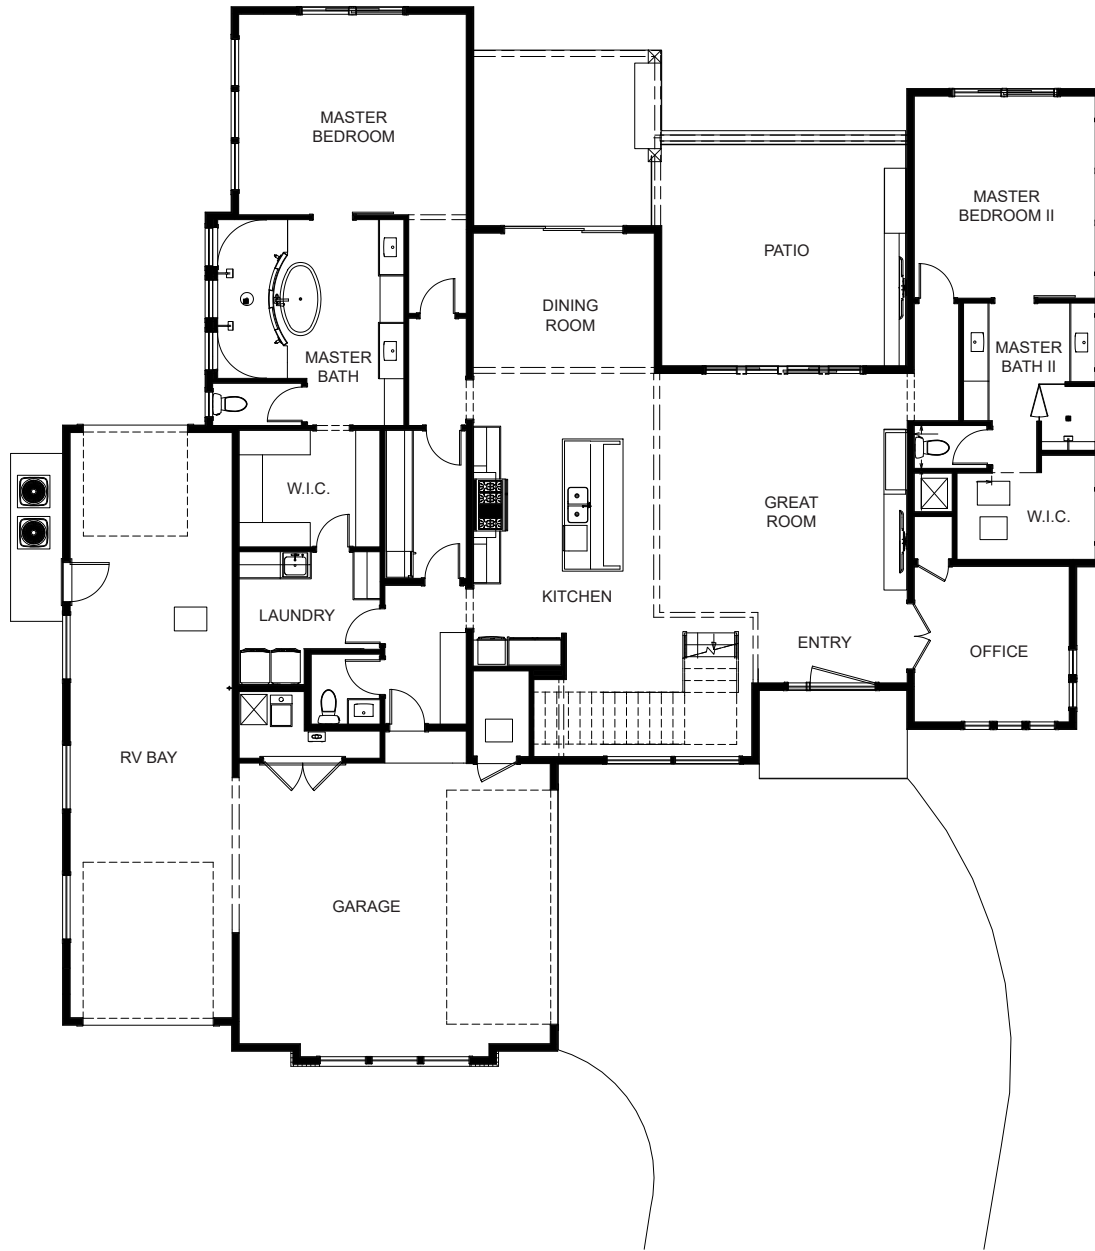 MASTER
BEDROOM
MASTER
BEDROOM II
PATIO
DINING
ROOM
MASTER
BATH
MASTER
BATH II
W.I.C.
GREAT
ROOM
W.I.C.
KITCHEN
LAUNDRY
ENTRY
OFFICE
RV BAY
GARAGE